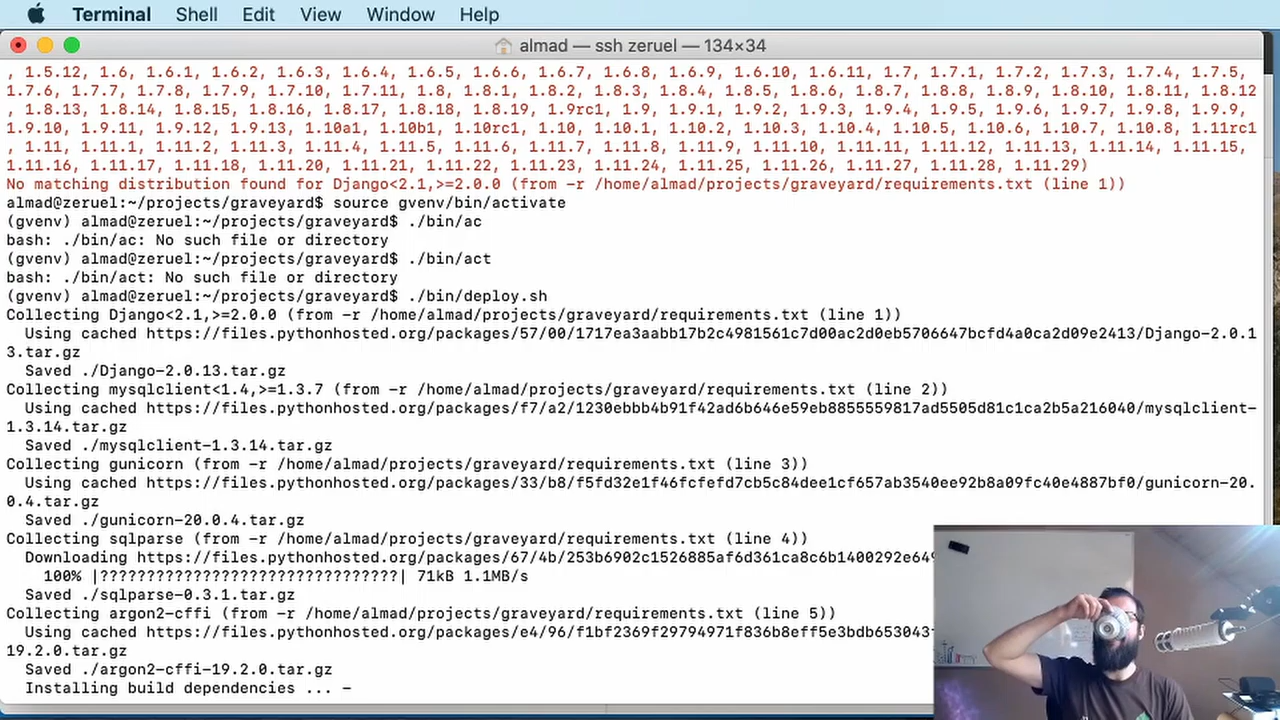 Terminal Shell Edit View Window Help
almad — ssh zeruel — 134×34
, 1.5.12, 1.6, 1.6.1, 1.6.2, 1.6.3, 1.6.4, 1.6.5, 1.6.6, 1.6.7, 1.6.8, 1.6.9, 1.6.10, 1.6.11, 1.7, 1.7.1, 1.7.2, 1.7.3, 1.7.4, 1.7.5,
1.7.6, 1.7.7, 1.7.8, 1.7.9, 1.7.10, 1.7.11, 1.8, 1.8.1, 1.8.2, 1.8.3, 1.8.4, 1.8.5, 1.8.6, 1.8.7, 1.8.8, 1.8.9, 1.8.10, 1.8.11, 1.8.12
, 1.8.13, 1.8.14, 1.8.15, 1.8.16, 1.8.17, 1.8.18, 1.8.19, 1.9rc1, 1.9, 1.9.1, 1.9.2, 1.9.3, 1.9.4, 1.9.5, 1.9.6, 1.9.7, 1.9.8, 1.9.9,
1.9.10, 1.9.11, 1.9.12, 1.9.13, 1.10a1, 1.10b1, 1.10rc1, 1.10, 1.10.1, 1.10.2, 1.10.3, 1.10.4, 1.10.5, 1.10.6, 1.10.7, 1.10.8, 1.11rc1
, 1.11, 1.11.1, 1.11.2, 1.11.3, 1.11.4, 1.11.5, 1.11.6, 1.11.7, 1.11.8, 1.11.9, 1.11.10, 1.11.11, 1.11.12, 1.11.13, 1.11.14, 1.11.15,
1.11.16, 1.11.17, 1.11.18, 1.11.20, 1.11.21, 1.11.22, 1.11.23, 1.11.24, 1.11.25, 1.11.26, 1.11.27, 1.11.28, 1.11.29)
No matching distribution found for Django<2.1,>=2.0.0 (from -r /home/almad/projects/graveyard/requirements.txt (line 1))
almad@zeruel:~/projects/graveyard$ source gvenv/bin/activate
(gvenv) almad@zeruel:~/projects/graveyard$ ./bin/ac
bash: ./bin/ac: No such file or directory
(gvenv) almad@zeruel:~/projects/graveyard$ ./bin/act
bash: ./bin/act: No such file or directory
(gvenv) almad@zeruel:~/projects/graveyard$ ./bin/deploy.sh
Collecting Django<2.1,>=2.0.0 (from -r /home/almad/projects/graveyard/requirements.txt (line 1))
Using cached https://files.pythonhosted.org/packages/57/00/1717ea3aabb17b2c4981561c7d00ac2d0eb5706647bcfd4a0ca2d09e2413/Django-2.0.1
3.tar.gz
Saved ./Django-2.0.13.tar.gz
Collecting mysqlclient<1.4,>=1.3.7 (from -r /home/almad/projects/graveyard/requirements.txt (line 2))
Using cached https://files.pythonhosted.org/packages/f7/a2/1230ebbb4b91f42ad6b646e59eb8855559817ad5505d81c1ca2b5a216040/mysqlclient-
1.3.14.tar.gz
Saved ./mysqlclient-1.3.14.tar.gz
Collecting gunicorn (from -r /home/almad/projects/graveyard/requirements.txt (line 3))
Using cached https://files.pythonhosted.org/packages/33/b8/f5fd32e1f46fcfefd7cb5c84dee1cf657ab3540ee92b8a09fc40e4887bf0/gunicorn-20.
0.4.tar.gz
Saved ./gunicorn-20.0.4.tar.gz
Collecting sqlparse (from -r /home/almad/projects/graveyard/requirements.txt (line 4))
Downloading https://files.pythonhosted.org/packages/67/4b/253b6902c1526885af6d361ca8c6b1400292e649
100% |????????????????????????????????| 71kB 1.1MB/s
Saved ./sqlparse-0.3.1.tar.gz
Collecting argon2-cffi (from -r /home/almad/projects/graveyard/requirements.txt (line 5))
Using cached https://files.pythonhosted.org/packages/e4/96/f1bf2369f29794971f836b8eff5e3bdb653043
19.2.0.tar.gz
Saved ./argon2-cffi-19.2.0.tar.gz
Installing build dependencies ... -